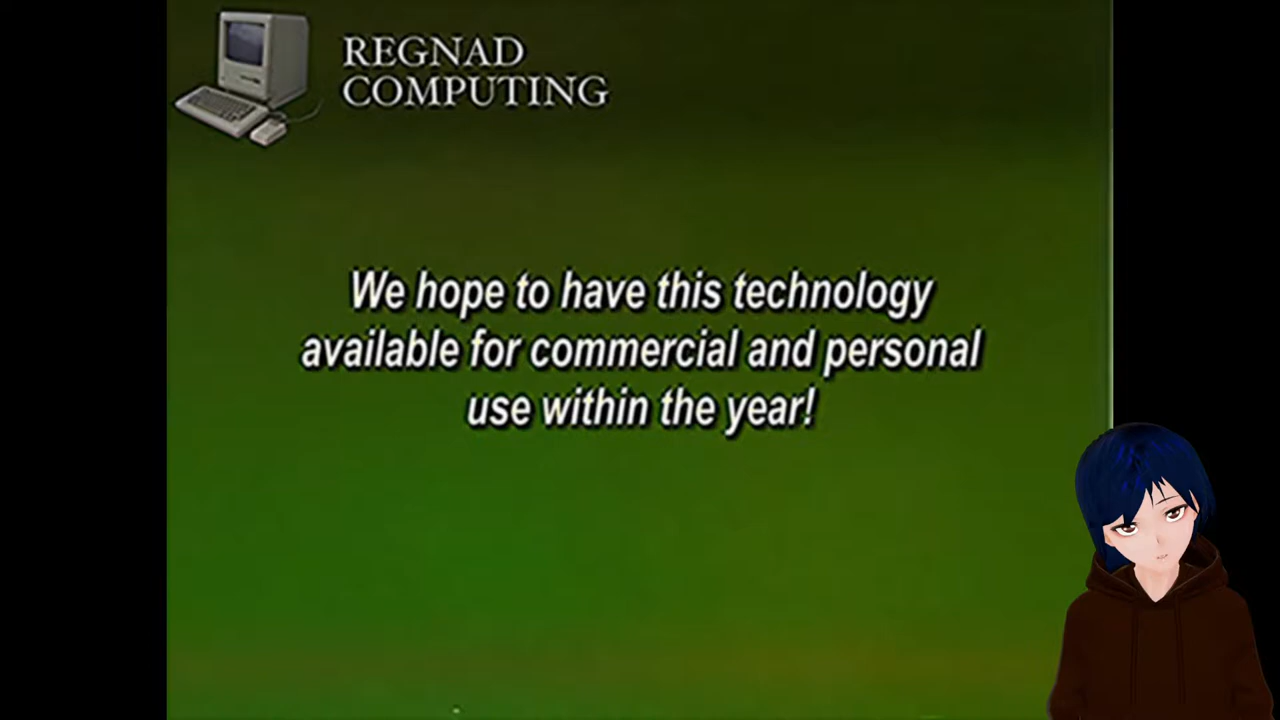 REGNAD
COMPUTING
We hope to have this technology
available for commercial and personal
use within the year!